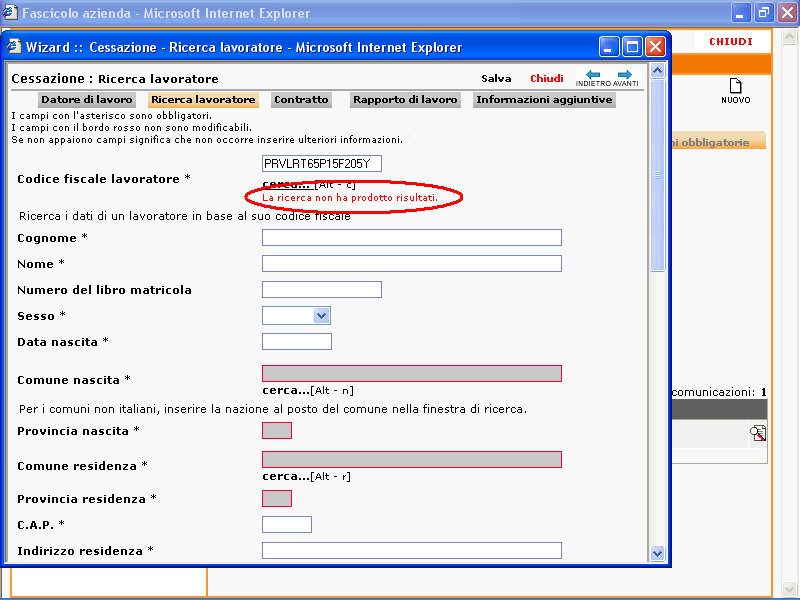 Fascicolo azienda - Microsoft Internet Explorer
CHIUDI
NUOVO
ni obbligatorie
comunicazioni: 1
Wizard :: Cessazione - Ricerca lavoratore - Microsoft Internet Explorer
Cessazione : Ricerca lavoratore
Salva Chiudi INDIETRO AVANTI
Datore di lavoro Ricerca lavoratore Contratto Rapporto di lavoro Informazioni aggiuntive
I campi con l'asterisco sono obbligatori.
I campi con il bordo rosso non sono modificabili.
Se non appaiono campi significa che non occorre inserire ulteriori informazioni.
Codice fiscale lavoratore * PRVLRT65P15F205Y
cerca... [Alt - c]
La ricerca non ha prodotto risultati.
Ricerca i dati di un lavoratore in base al suo codice fiscale
Cognome *
Nome *
Numero del libro matricola
Sesso *
Data nascita *
Comune nascita *
cerca...[Alt - n]
Per i comuni non italiani, inserire la nazione al posto del comune nella finestra di ricerca.
Provincia nascita *
Comune residenza *
cerca...[Alt - r]
Provincia residenza *
C.A.P. *
Indirizzo residenza *